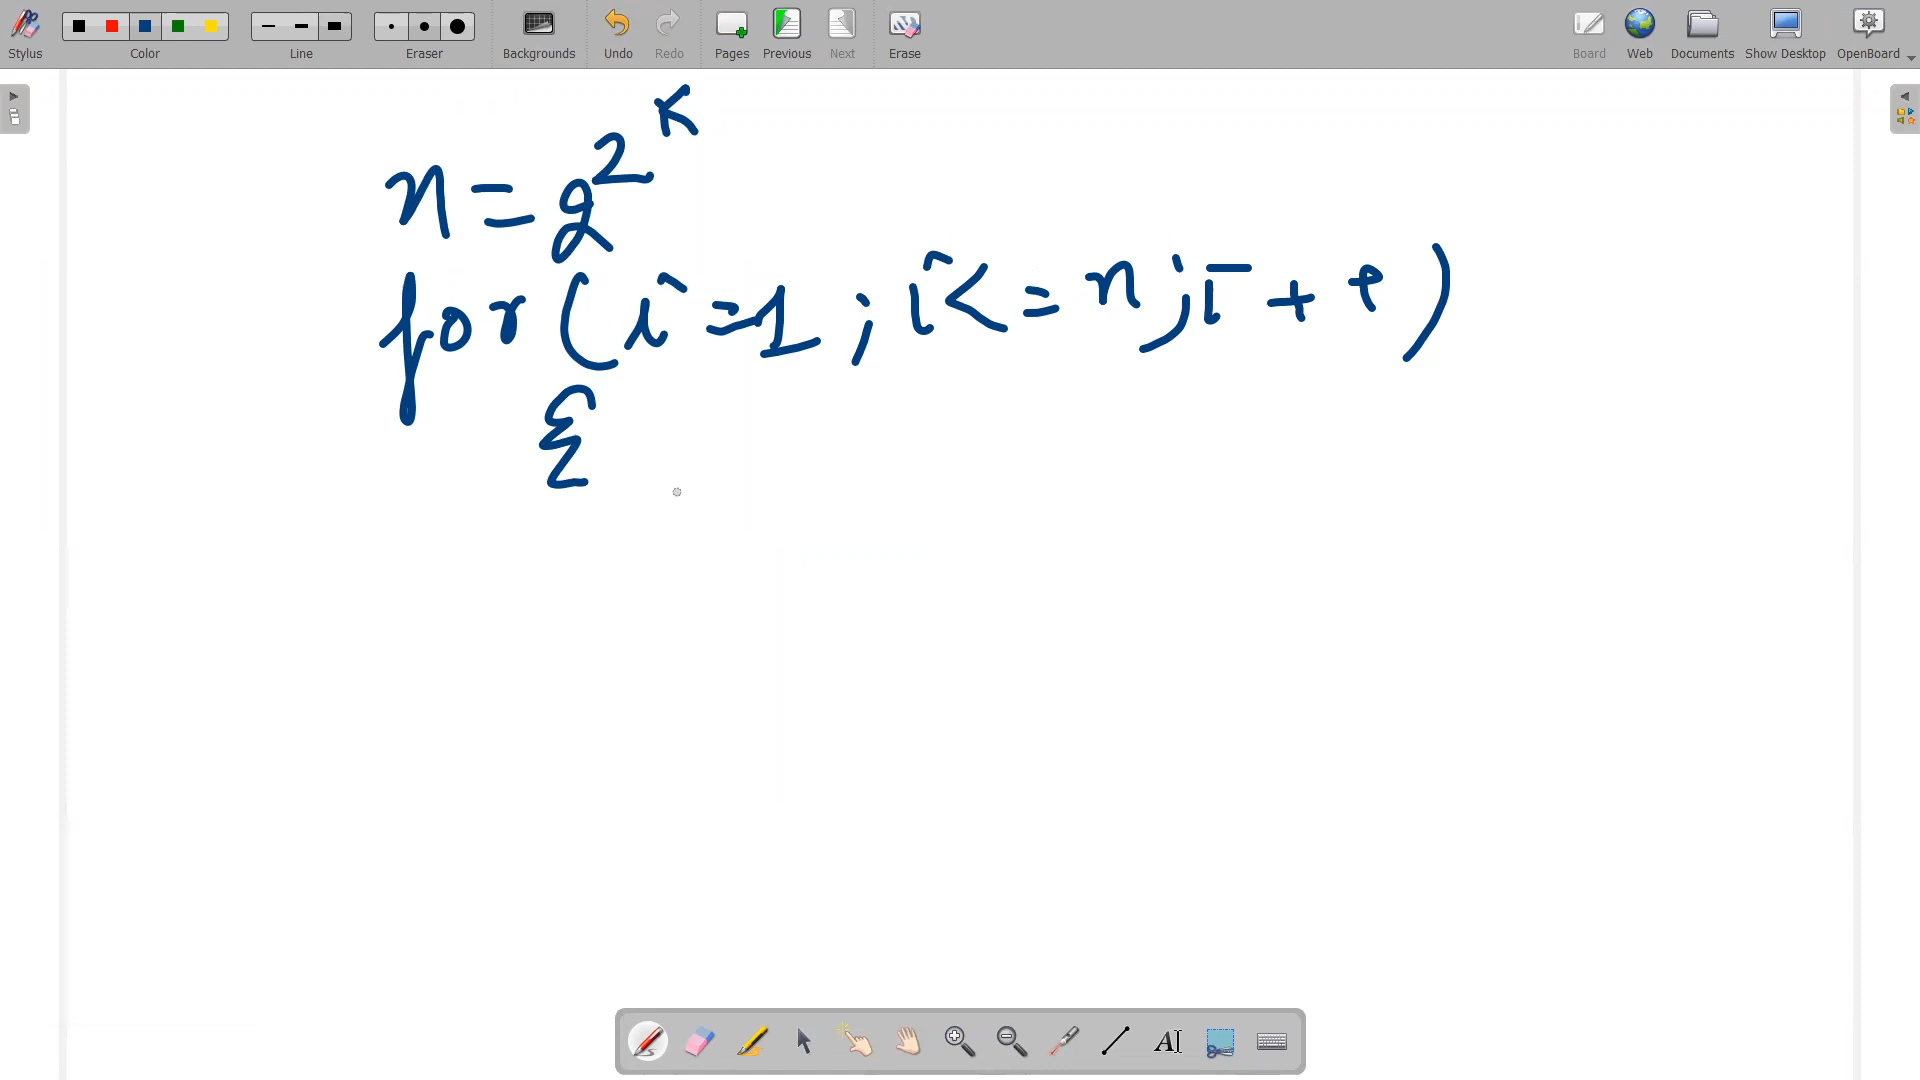 Stylus Color Line Eraser Backgrounds Undo Redo Pages Previous Next Erase Board Web Documents Show Desktop OpenBoard
n = 2^2^K
for ( i = 1 ; i < = n ; i + + )
{